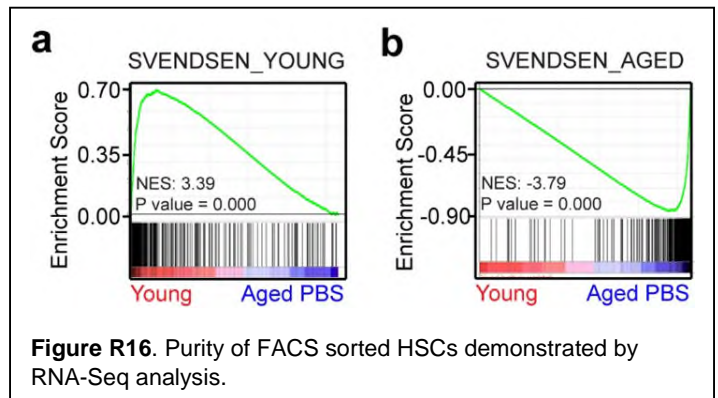 a
SVENDSEN_YOUNG
Enrichment Score
0.70
0.35
0.00
NES: 3.39
P value = 0.000
Young
Aged PBS
b
SVENDSEN_AGED
Enrichment Score
0.00
-0.45
-0.90
NES: -3.79
P value = 0.000
Young
Aged PBS
Figure R16. Purity of FACS sorted HSCs demonstrated by
RNA-Seq analysis.